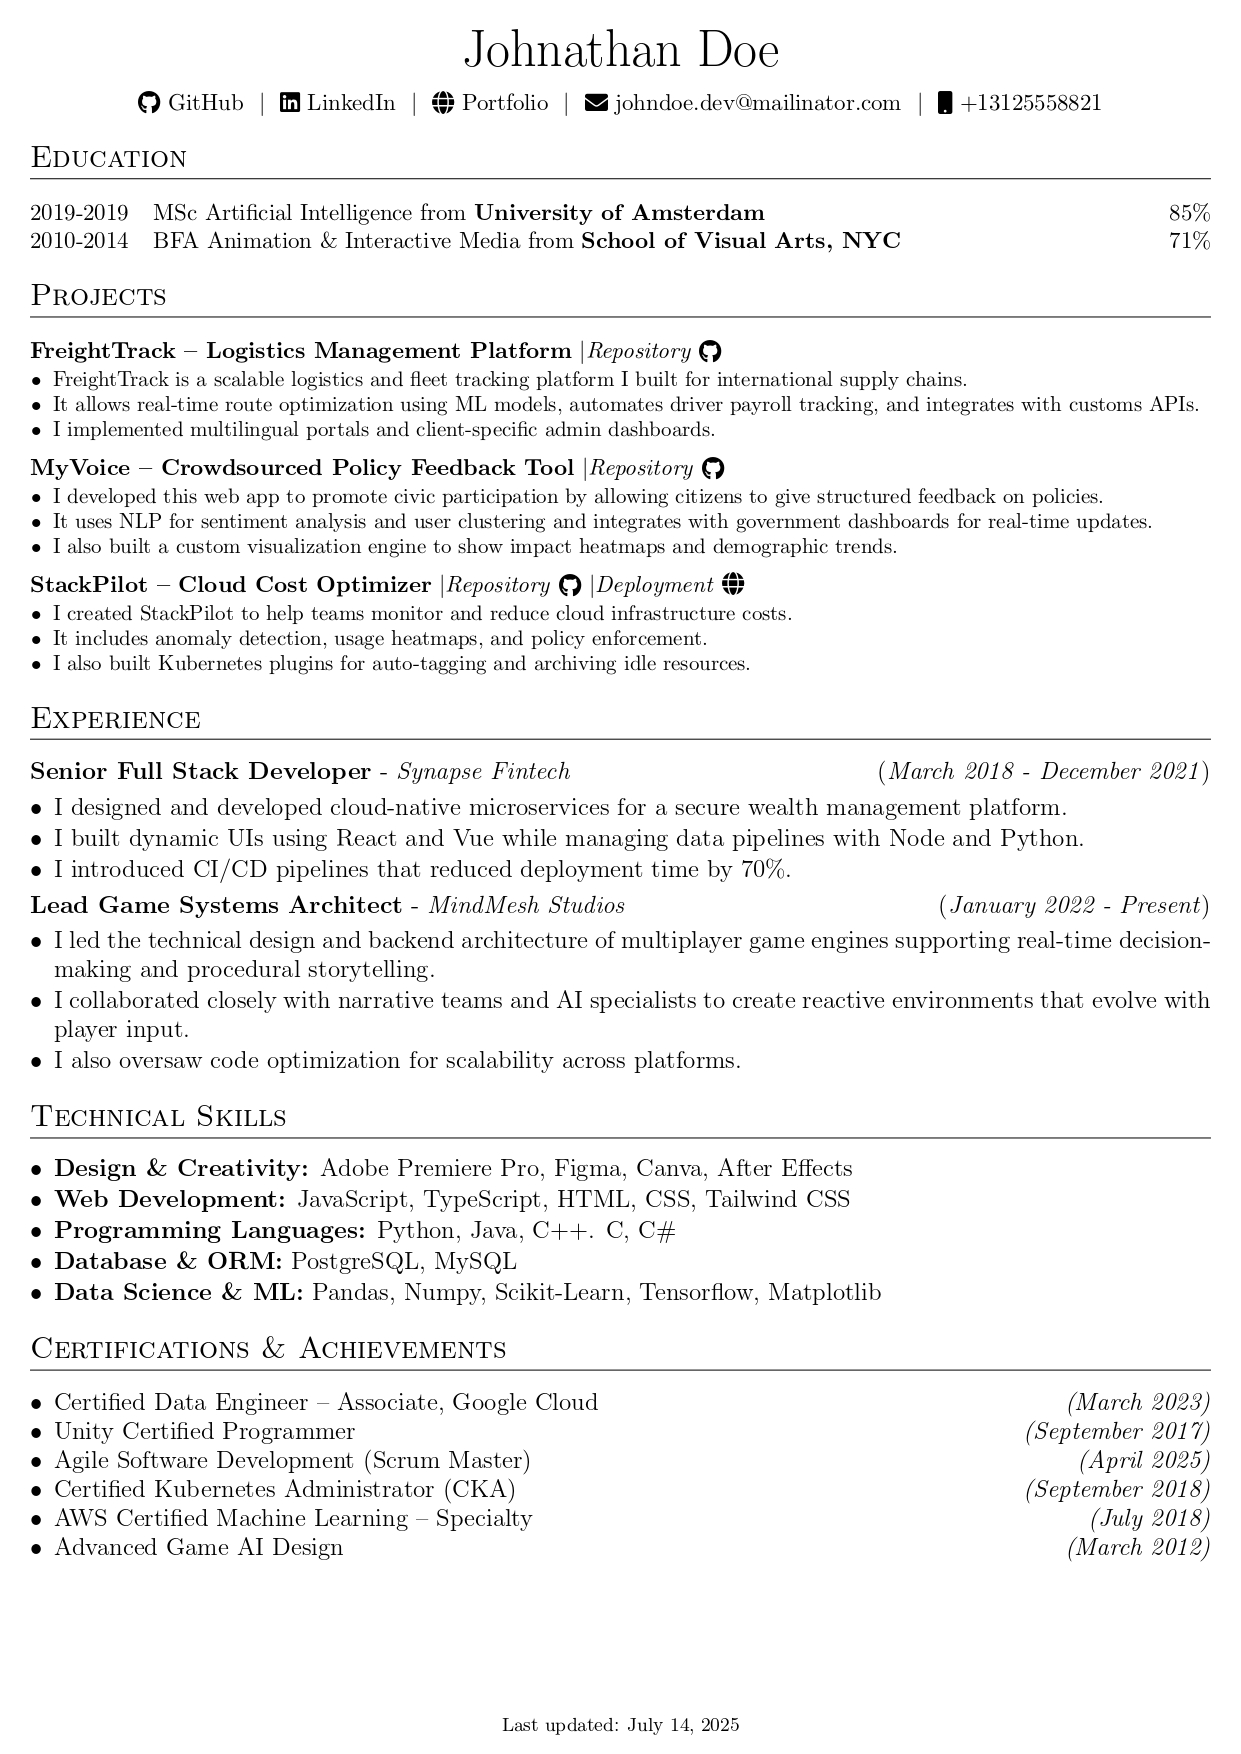 Johnathan Doe
GitHub | LinkedIn | Portfolio | johndoe.dev@mailinator.com | +13125558821
Education
2019-2019 MSc Artificial Intelligence from University of Amsterdam 85%
2010-2014 BFA Animation & Interactive Media from School of Visual Arts, NYC 71%
Projects
FreightTrack – Logistics Management Platform |Repository
• FreightTrack is a scalable logistics and fleet tracking platform I built for international supply chains.
• It allows real-time route optimization using ML models, automates driver payroll tracking, and integrates with customs APIs.
• I implemented multilingual portals and client-specific admin dashboards.
MyVoice – Crowdsourced Policy Feedback Tool |Repository
• I developed this web app to promote civic participation by allowing citizens to give structured feedback on policies.
• It uses NLP for sentiment analysis and user clustering and integrates with government dashboards for real-time updates.
• I also built a custom visualization engine to show impact heatmaps and demographic trends.
StackPilot – Cloud Cost Optimizer |Repository |Deployment
• I created StackPilot to help teams monitor and reduce cloud infrastructure costs.
• It includes anomaly detection, usage heatmaps, and policy enforcement.
• I also built Kubernetes plugins for auto-tagging and archiving idle resources.
Experience
Senior Full Stack Developer - Synapse Fintech (March 2018 - December 2021)
• I designed and developed cloud-native microservices for a secure wealth management platform.
• I built dynamic UIs using React and Vue while managing data pipelines with Node and Python.
• I introduced CI/CD pipelines that reduced deployment time by 70%.
Lead Game Systems Architect - MindMesh Studios (January 2022 - Present)
• I led the technical design and backend architecture of multiplayer game engines supporting real-time decision-
making and procedural storytelling.
• I collaborated closely with narrative teams and AI specialists to create reactive environments that evolve with
player input.
• I also oversaw code optimization for scalability across platforms.
Technical Skills
• Design & Creativity: Adobe Premiere Pro, Figma, Canva, After Effects
• Web Development: JavaScript, TypeScript, HTML, CSS, Tailwind CSS
• Programming Languages: Python, Java, C++. C, C#
• Database & ORM: PostgreSQL, MySQL
• Data Science & ML: Pandas, Numpy, Scikit-Learn, Tensorflow, Matplotlib
Certifications & Achievements
• Certified Data Engineer – Associate, Google Cloud (March 2023)
• Unity Certified Programmer (September 2017)
• Agile Software Development (Scrum Master) (April 2025)
• Certified Kubernetes Administrator (CKA) (September 2018)
• AWS Certified Machine Learning – Specialty (July 2018)
• Advanced Game AI Design (March 2012)
Last updated: July 14, 2025